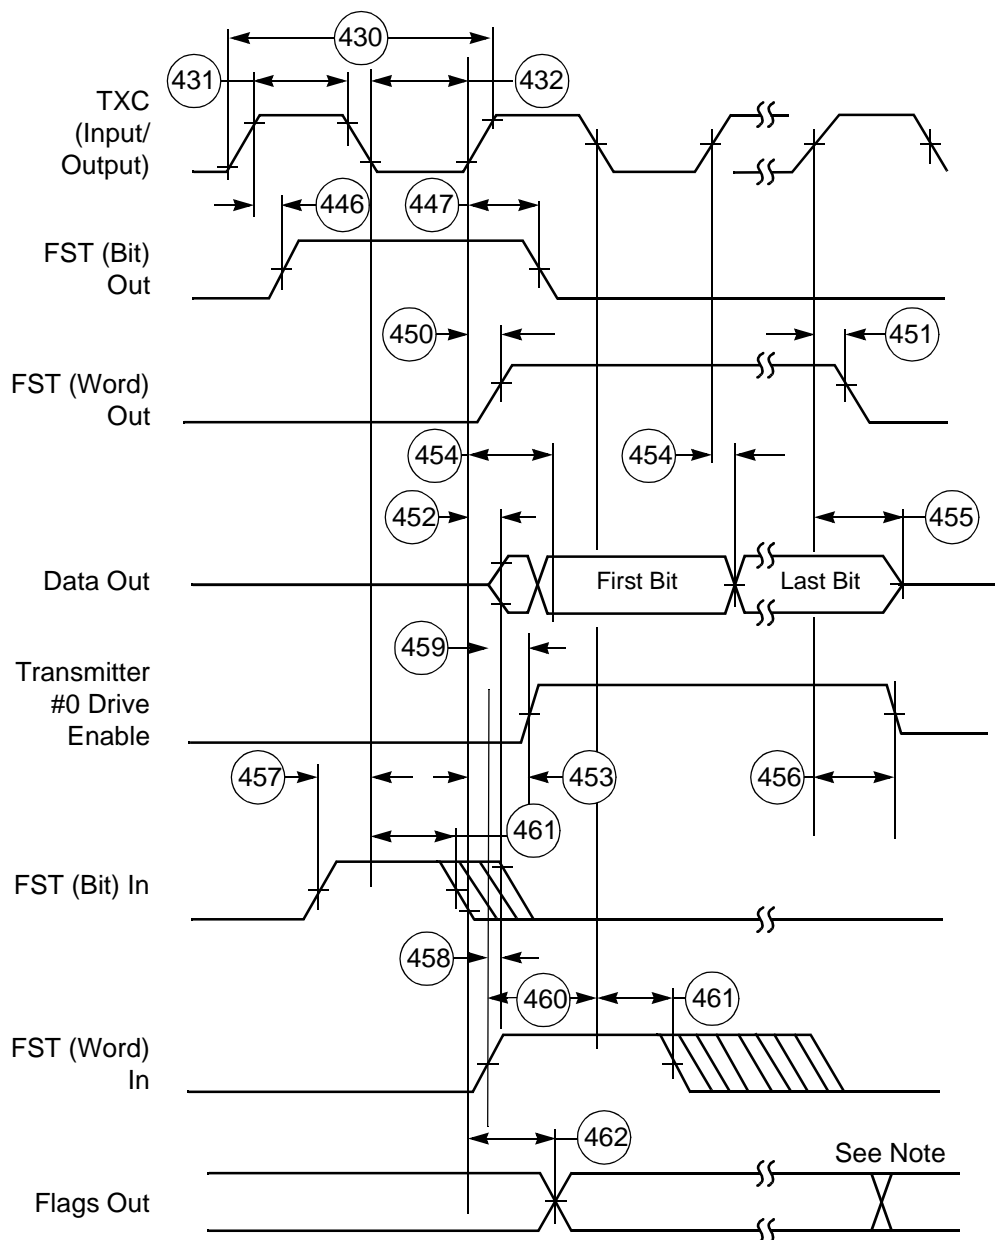 430
431
432
TXC
(Input/
Output)
446
447
FST (Bit)
Out
450
451
FST (Word)
Out
454
454
452
455
Data Out
First Bit
Last Bit
459
Transmitter
#0 Drive
Enable
457
453
456
461
FST (Bit) In
458
460
461
FST (Word)
In
462
See Note
Flags Out